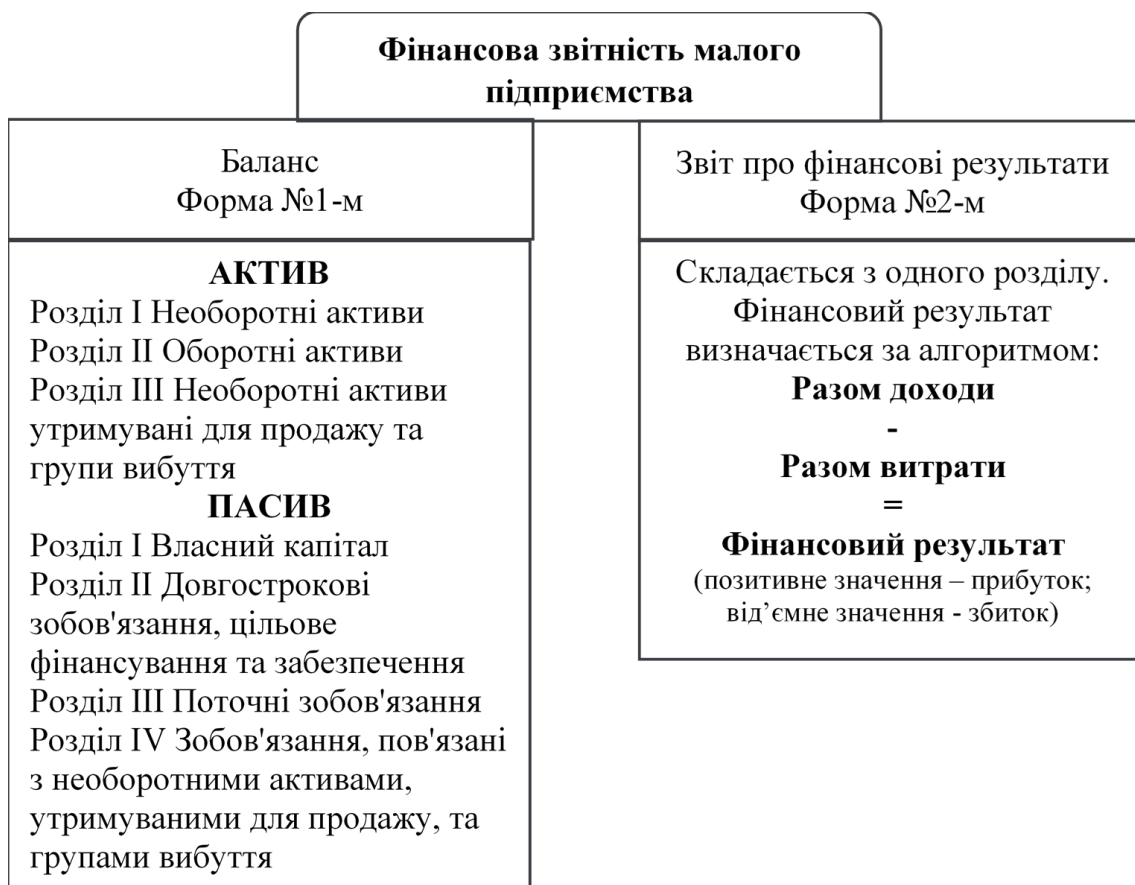 Фінансова звітність малого
підприємства
Баланс
Форма №1-м
АКТИВ
Розділ І Необоротні активи
Розділ ІІ Оборотні активи
Розділ ІІІ Необоротні активи
утримувані для продажу та
групи вибуття
ПАСИВ
Розділ І Власний капітал
Розділ ІІ Довгострокові
зобов'язання, цільове
фінансування та забезпечення
Розділ ІІІ Поточні зобов'язання
Розділ IV Зобов'язання, пов'язані
з необоротними активами,
утримуваними для продажу, та
групами вибуття
Звіт про фінансові результати
Форма №2-м
Складається з одного розділу.
Фінансовий результат
визначається за алгоритмом:
Разом доходи
-
Разом витрати
=
Фінансовий результат
(позитивне значення – прибуток;
від’ємне значення - збиток)